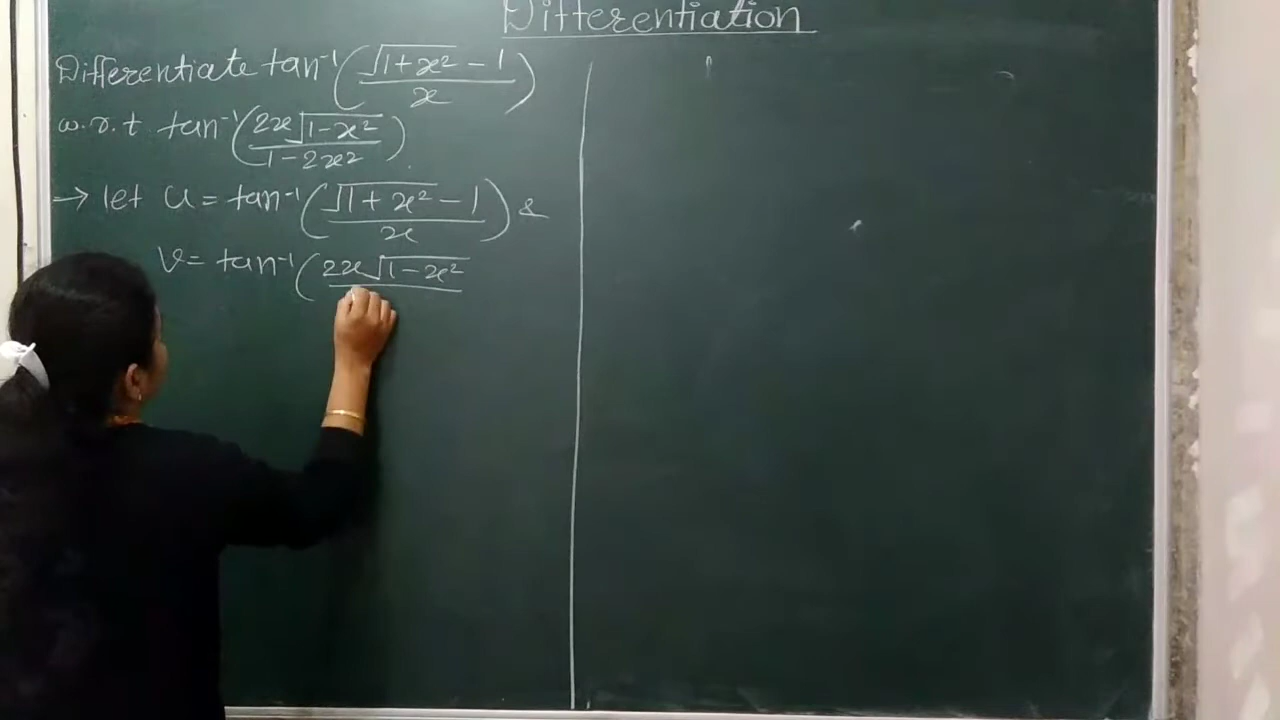 Differentiation
Differentiate tan⁻¹(√(1+x²) - 1 / x)
w.r.t tan⁻¹(2x√(1-x²) / 1-2x²).
→ let u = tan⁻¹(√(1+x²) - 1 / x) &
v = tan⁻¹(2x√(1-x²)